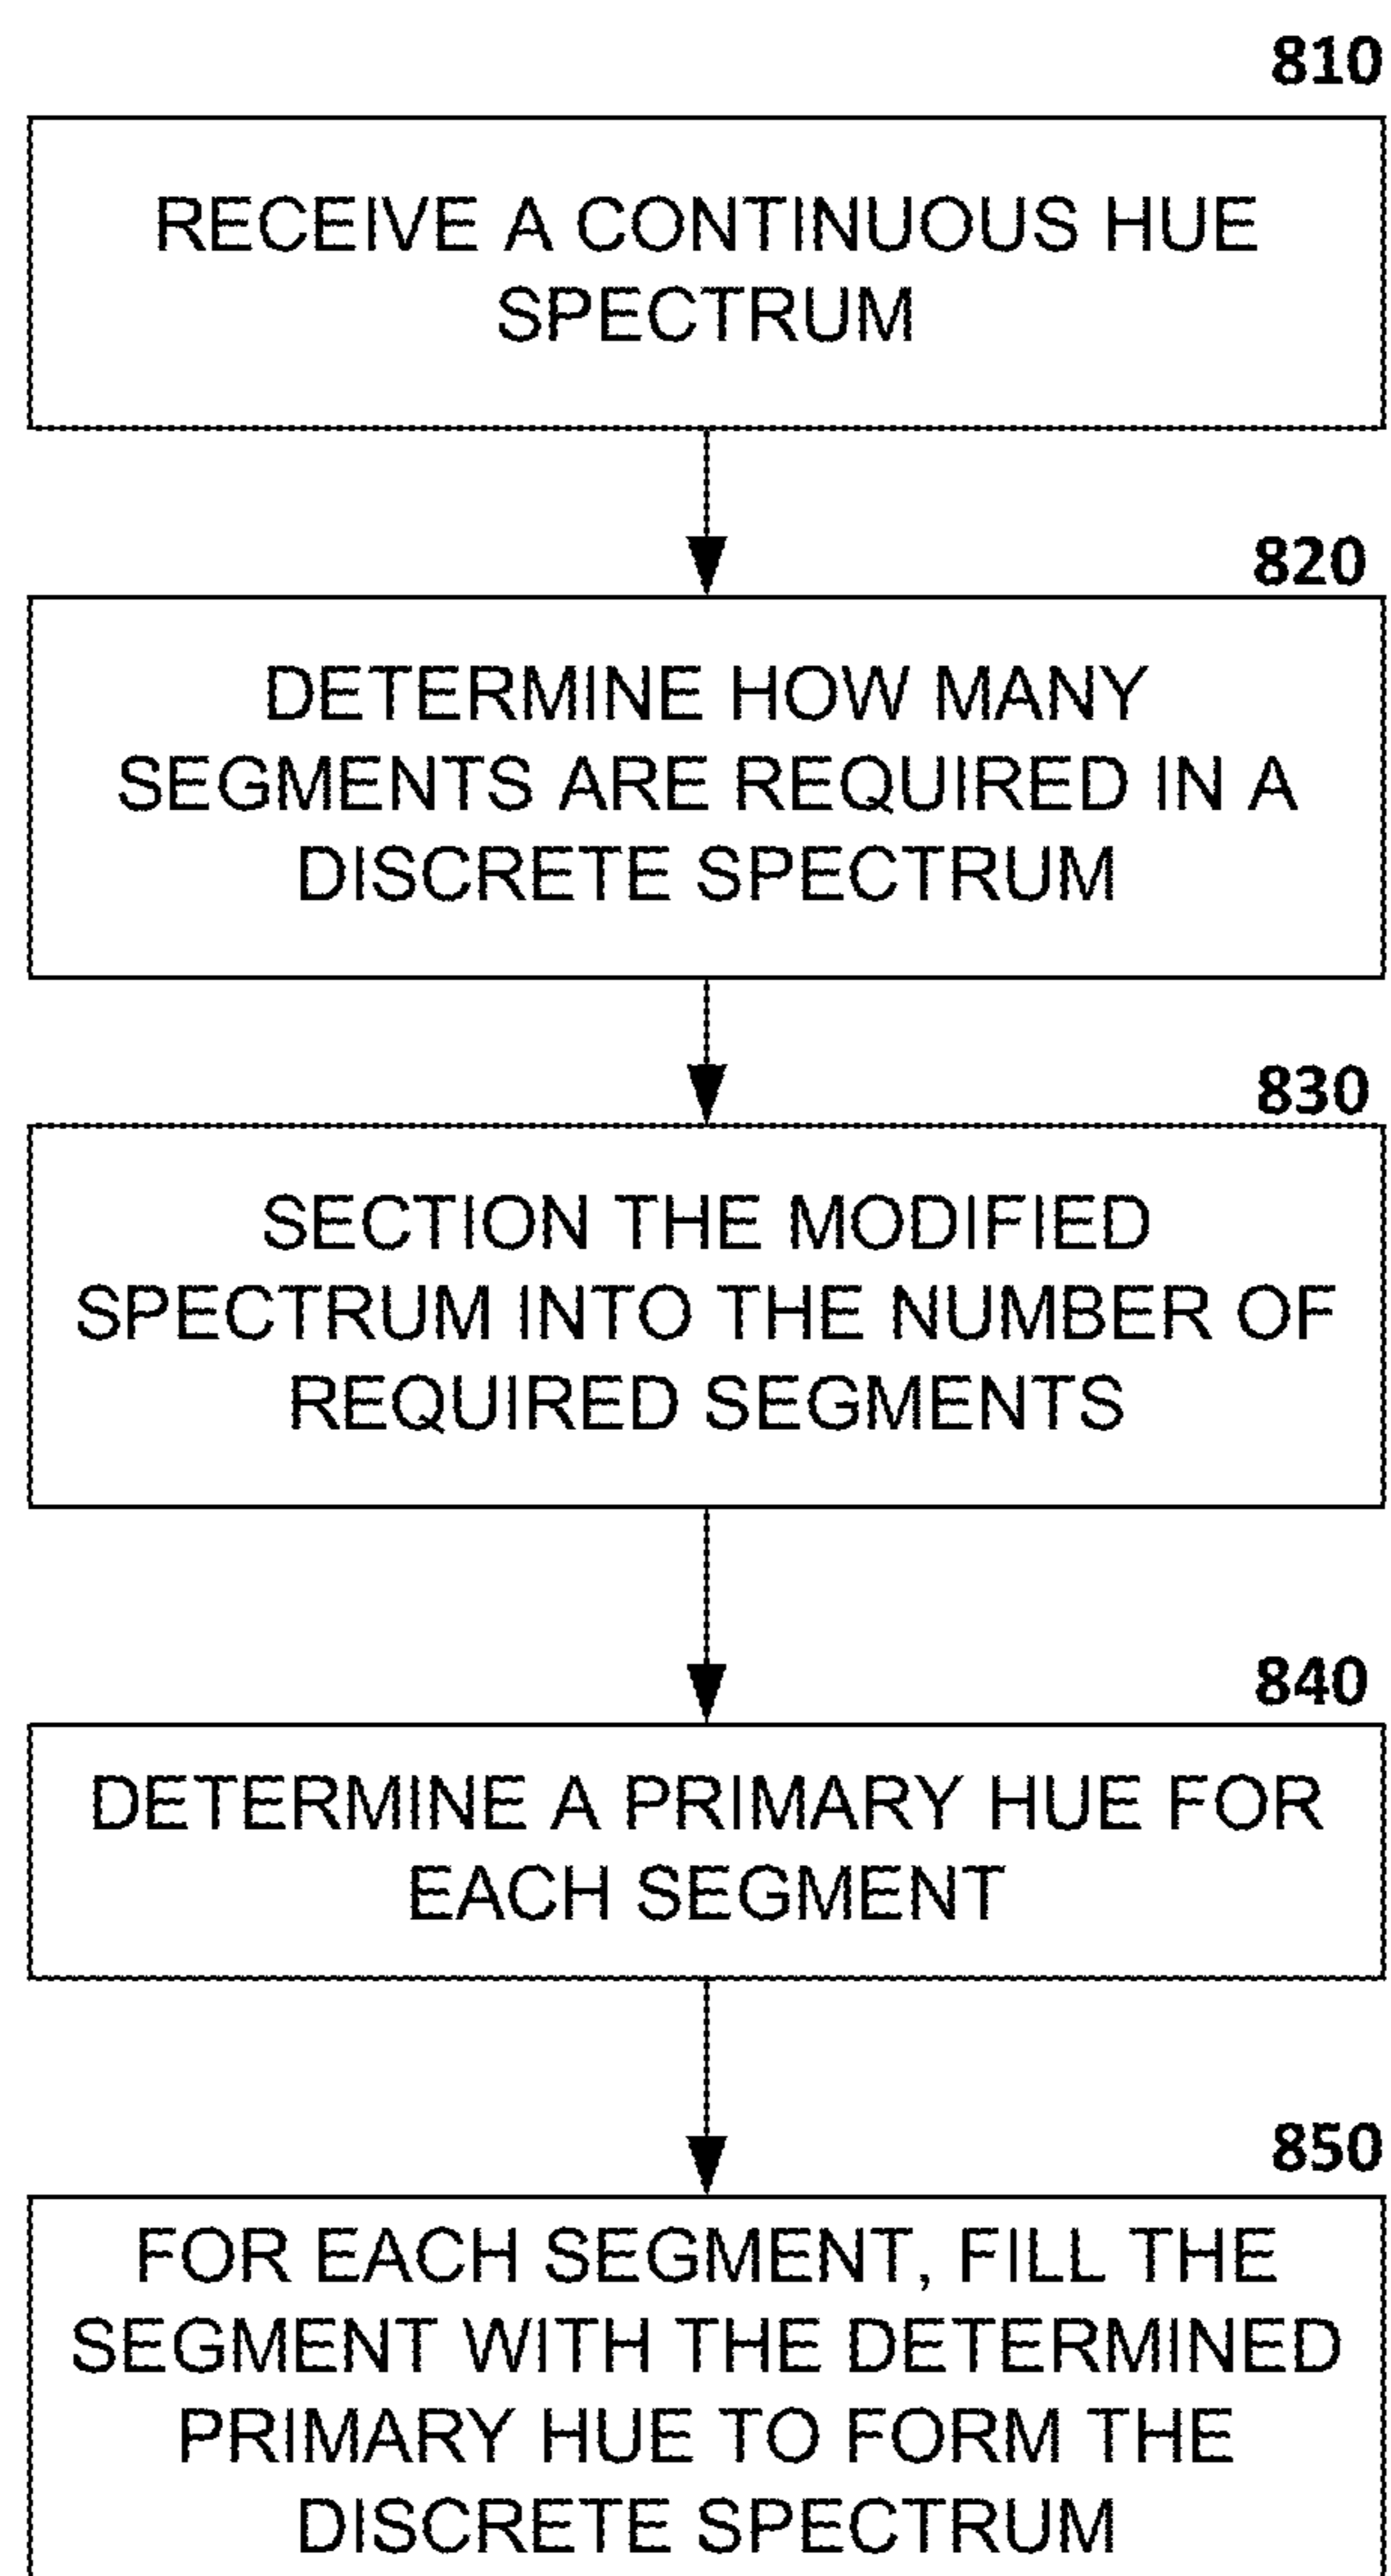 810
RECEIVE A CONTINUOUS HUE
SPECTRUM
820
DETERMINE HOW MANY
SEGMENTS ARE REQUIRED IN A
DISCRETE SPECTRUM
830
SECTION THE MODIFIED
SPECTRUM INTO THE NUMBER OF
REQUIRED SEGMENTS
840
DETERMINE A PRIMARY HUE FOR
EACH SEGMENT
850
FOR EACH SEGMENT, FILL THE
SEGMENT WITH THE DETERMINED
PRIMARY HUE TO FORM THE
DISCRETE SPECTRUM